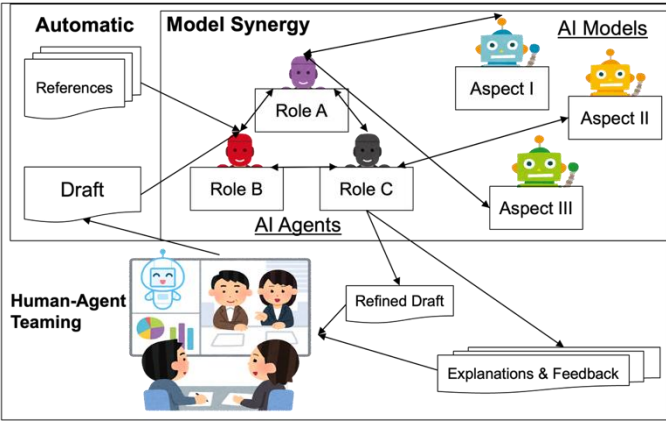 Automatic
Model Synergy
AI Models
References
Role A
Aspect I
Aspect II
Draft
Role B
Role C
Aspect III
AI Agents
Human-Agent
Teaming
Refined Draft
Explanations & Feedback